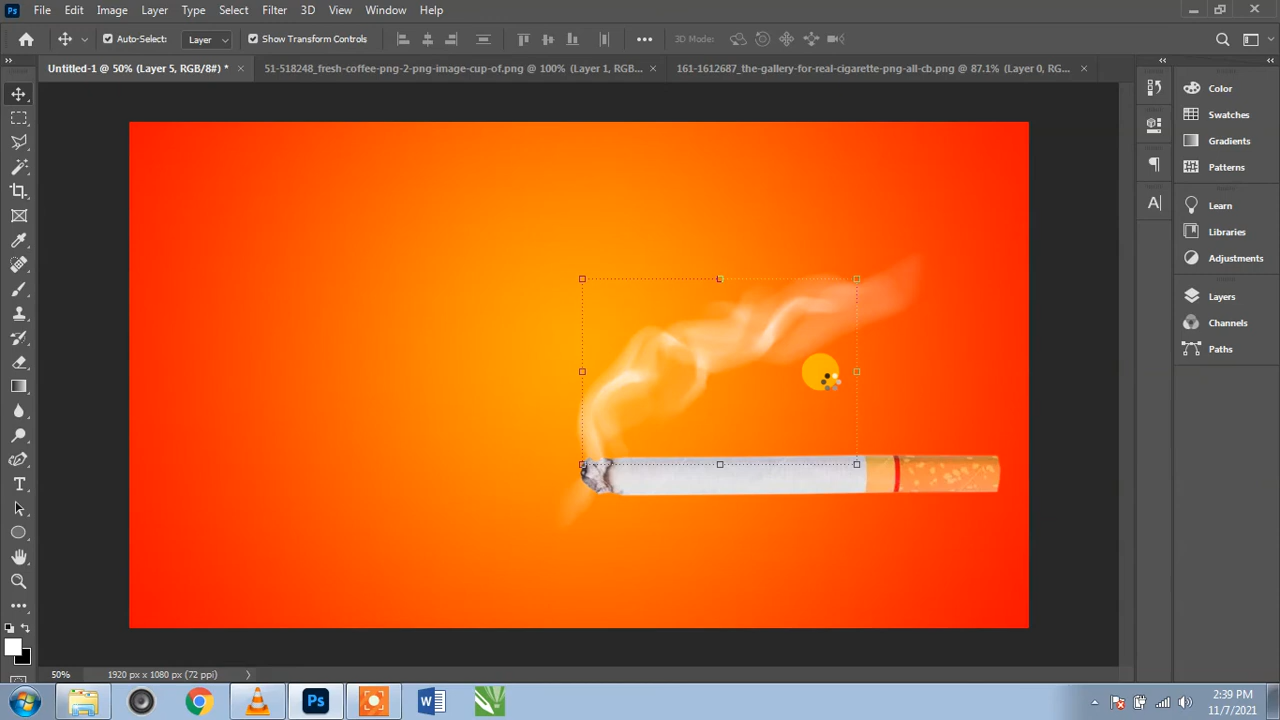 Ps File Edit Image Layer Type Select Filter 3D View Window Help
Auto-Select: Layer Show Transform Controls 3D Mode:
Untitled-1 @ 50% (Layer 5, RGB/8#) * 51-518248_fresh-coffee-png-2-png-image-cup-of.png @ 100% (Layer 1, RGB... 161-1612687_the-gallery-for-real-cigarette-png-all-cb.png @ 87.1% (Layer 0, RG...
Color
Swatches
Gradients
Patterns
Learn
Libraries
Adjustments
Layers
Channels
Paths
50% 1920 px x 1080 px (72 ppi)
Ps W
2:39 PM
11/7/2021